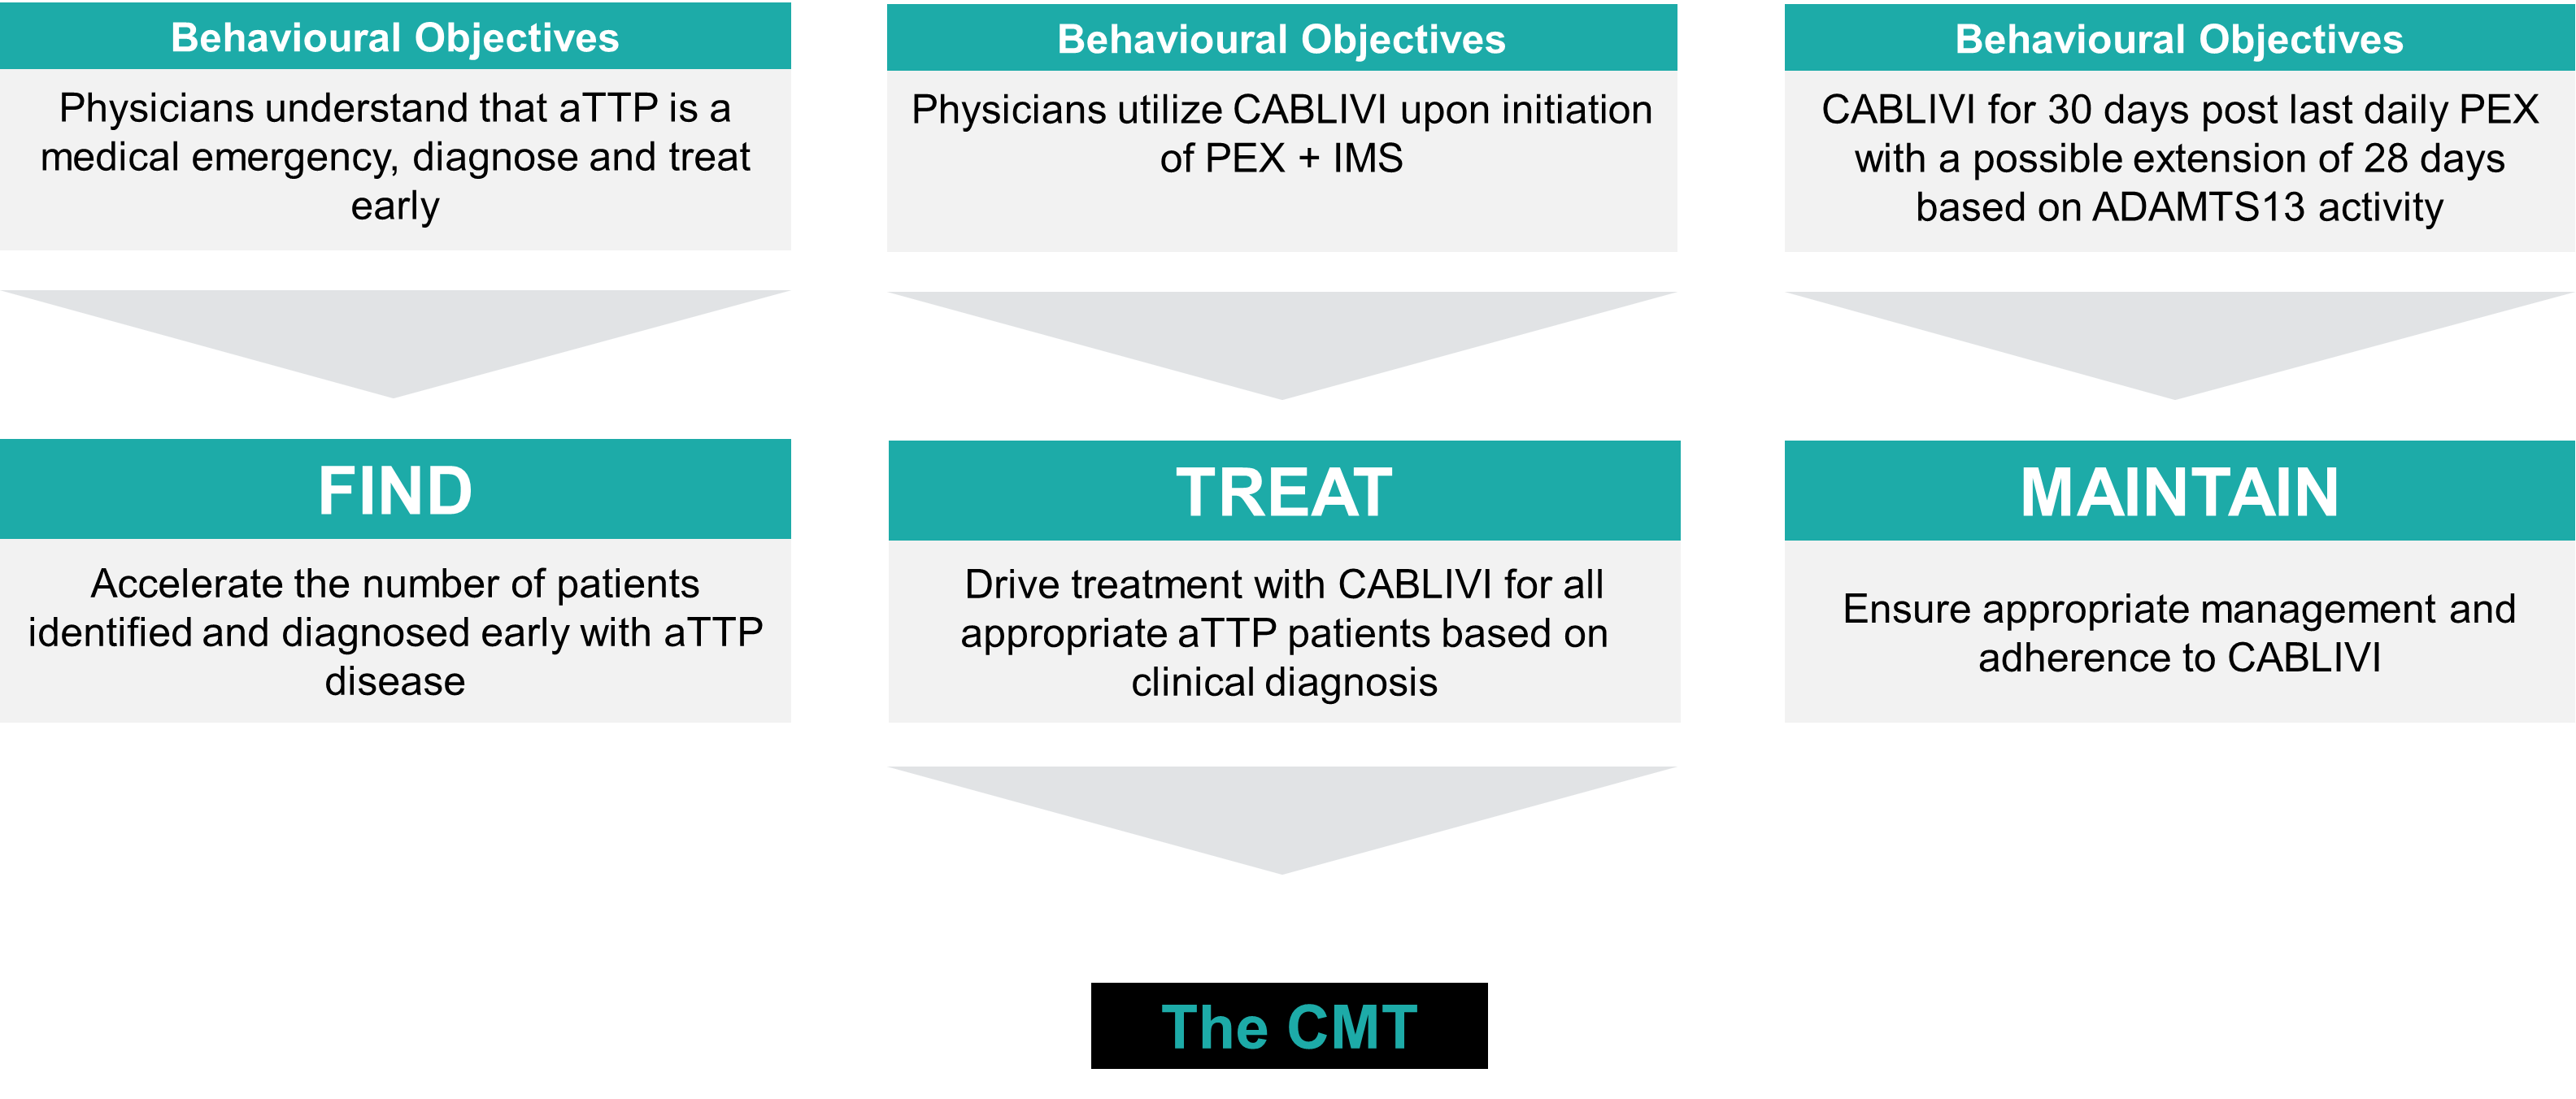 Behavioural Objectives
Physicians understand that aTTP is a
medical emergency, diagnose and treat
early
Behavioural Objectives
Physicians utilize CABLIVI upon initiation
of PEX + IMS
Behavioural Objectives
CABLIVI for 30 days post last daily PEX
with a possible extension of 28 days
based on ADAMTS13 activity
FIND
Accelerate the number of patients
identified and diagnosed early with aTTP
disease
TREAT
Drive treatment with CABLIVI for all
appropriate aTTP patients based on
clinical diagnosis
MAINTAIN
Ensure appropriate management and
adherence to CABLIVI
The CMT